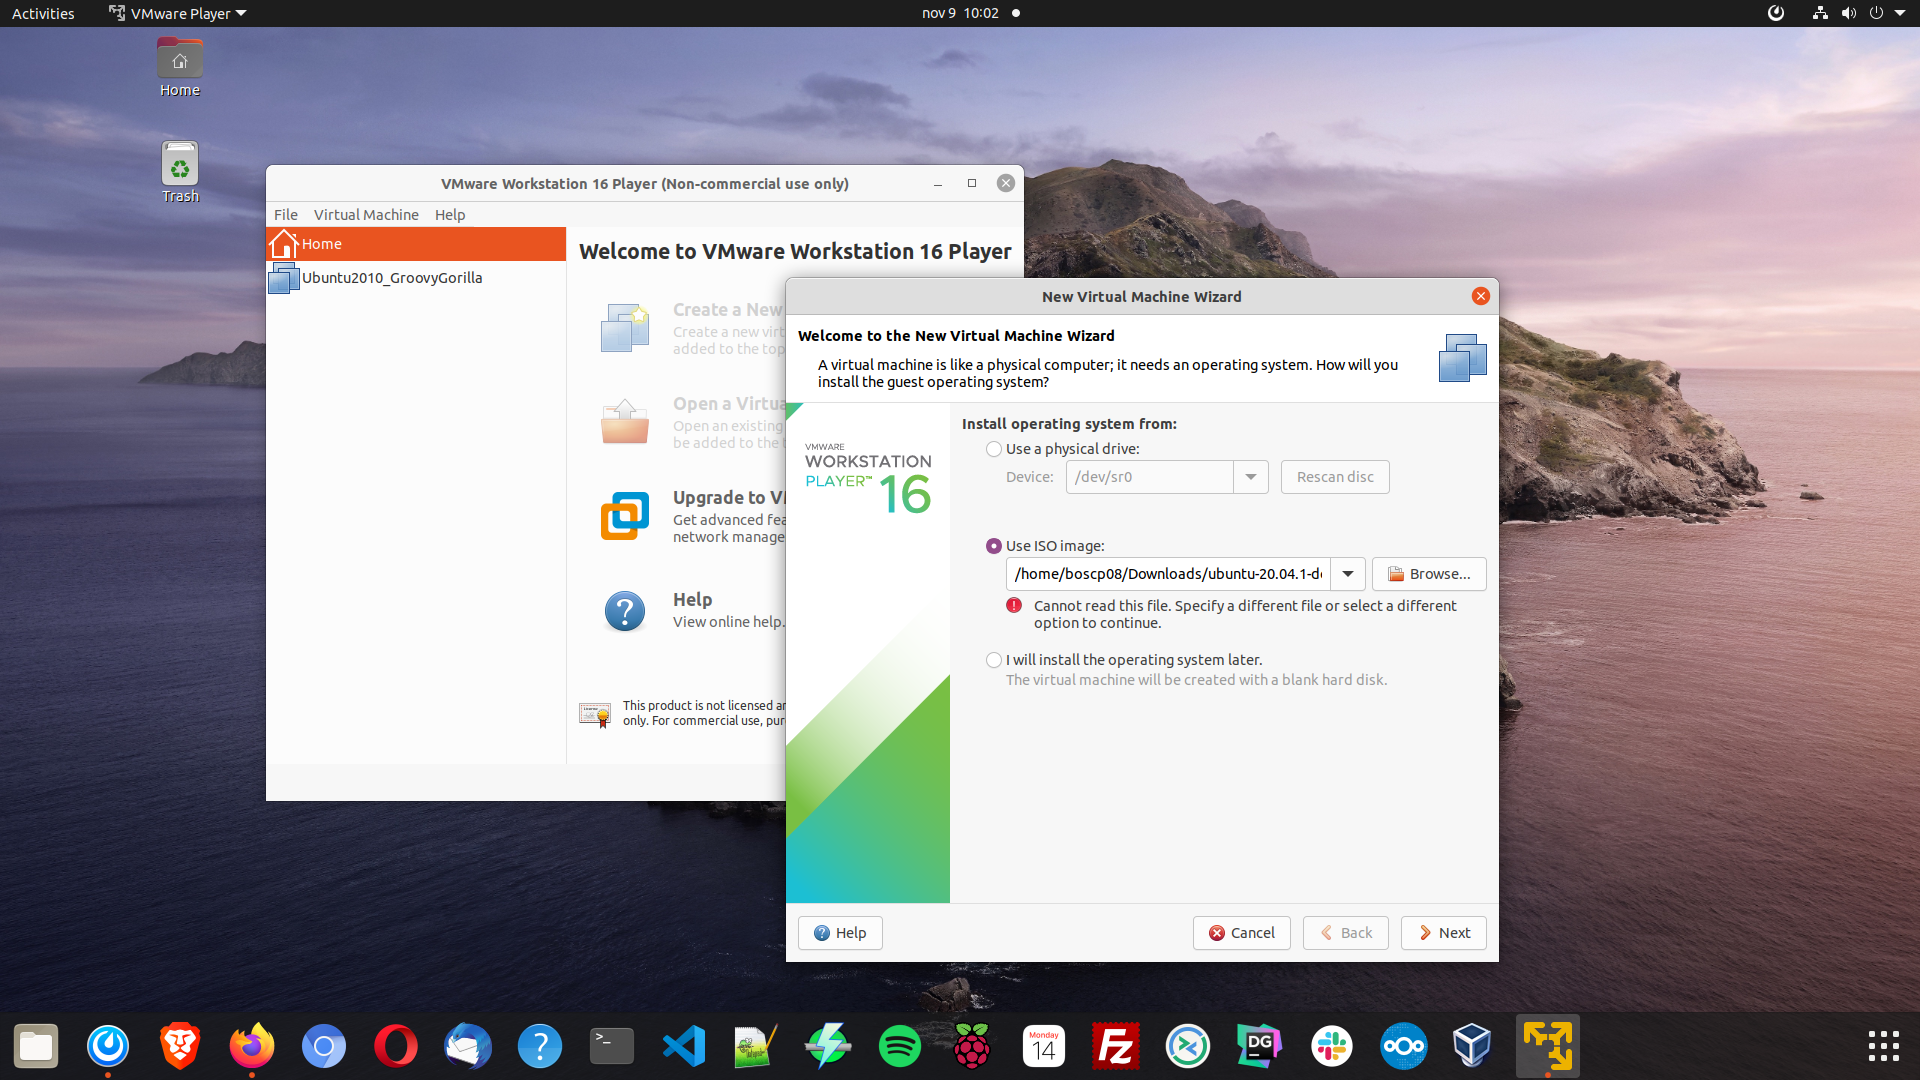 Activities
VMware Player
nov 9 10:02
Home
Trash
VMware Workstation 16 Player (Non-commercial use only)
File Virtual Machine Help
Home
Ubuntu2010_GroovyGorilla
Welcome to VMware Workstation 16 Player
Create a New
Create a new virt
added to the top
Open a Virtua
Open an existing
be added to the
Upgrade to V
Get advanced fea
network manage
Help
View online help.
This product is not licensed
only. For commercial use, pur
New Virtual Machine Wizard
Welcome to the New Virtual Machine Wizard
A virtual machine is like a physical computer; it needs an operating system. How will you
install the guest operating system?
VMWARE
WORKSTATION
PLAYER™ 16
Install operating system from:
Use a physical drive:
Device: /dev/sr0 Rescan disc
Use ISO image:
/home/boscp08/Downloads/ubuntu-20.04.1-d Browse...
Cannot read this file. Specify a different file or select a different
option to continue.
I will install the operating system later.
The virtual machine will be created with a blank hard disk.
Help Cancel Back Next
>_
Monday
14
Fz
DG